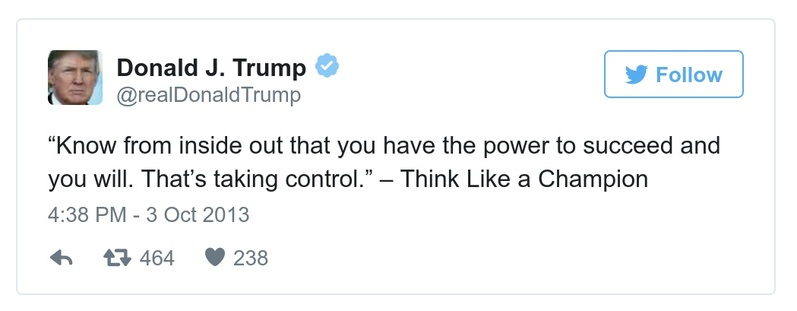 Donald J. Trump
@realDonaldTrump
Follow
“Know from inside out that you have the power to succeed and
you will. That’s taking control.” – Think Like a Champion
4:38 PM - 3 Oct 2013
464 238